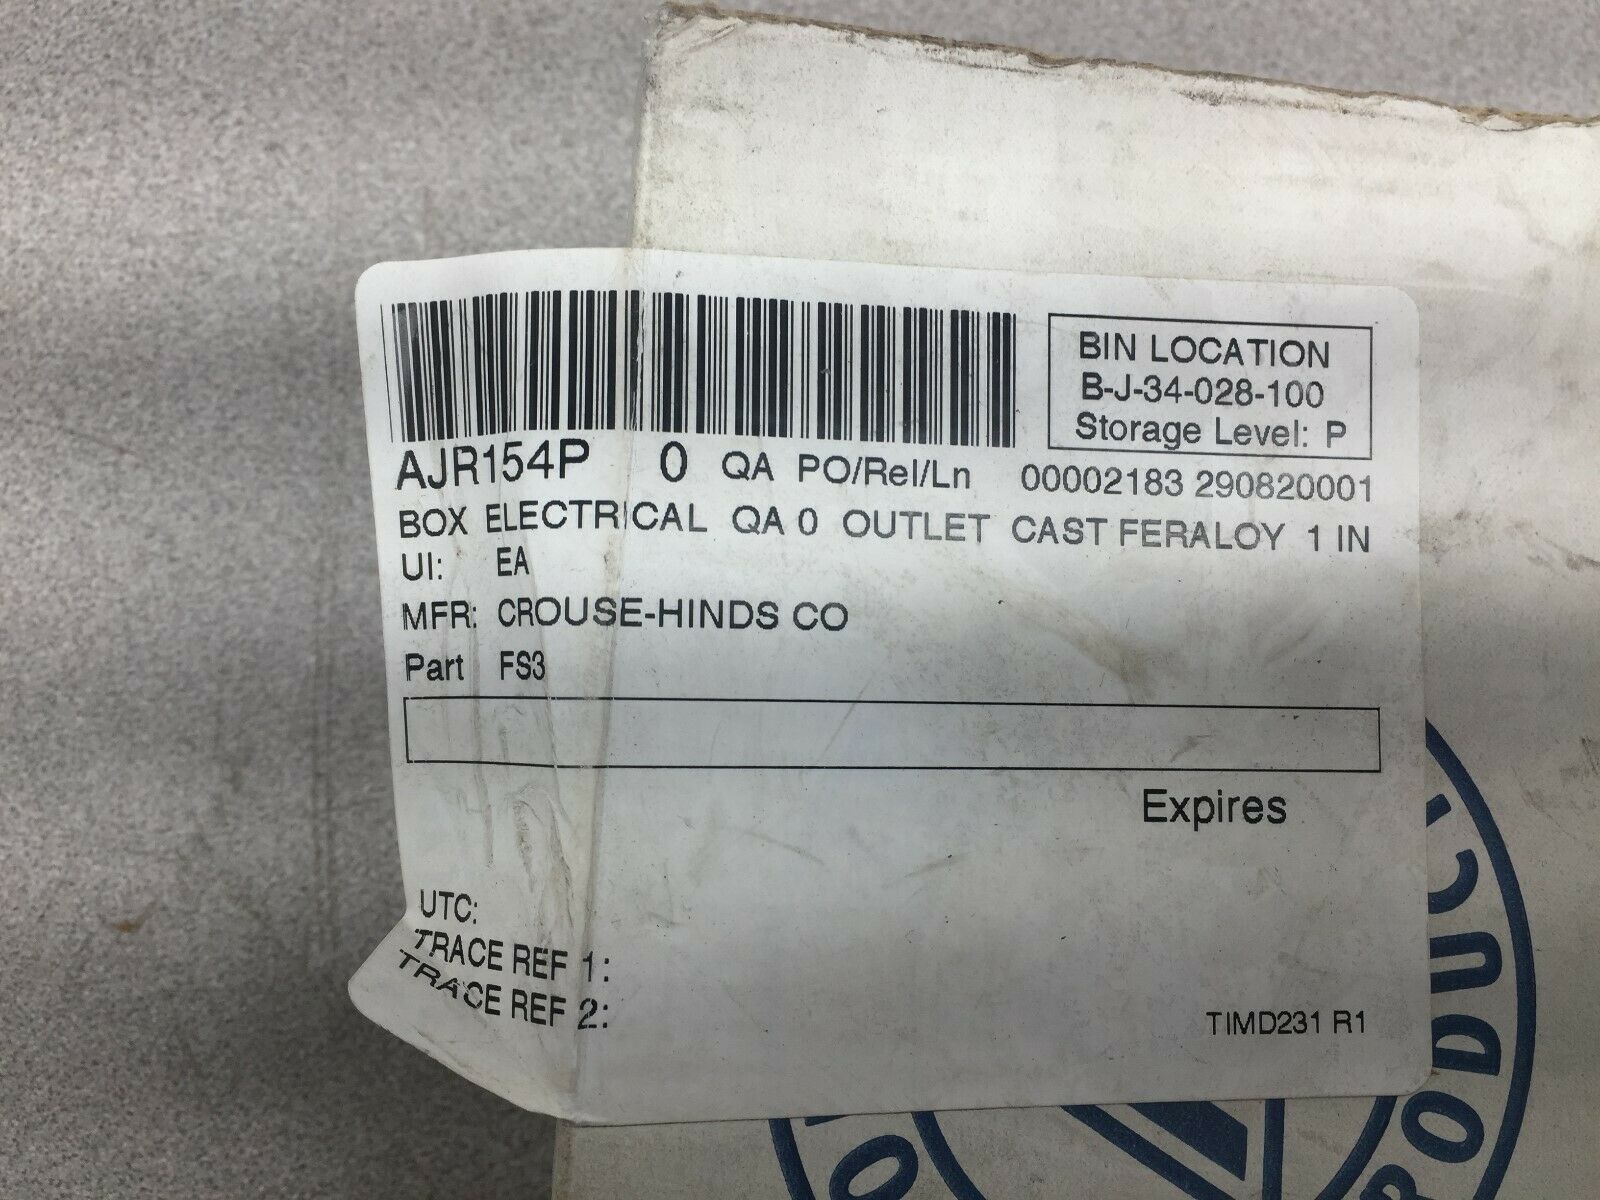 BIN LOCATION
B-J-34-028-100
Storage Level: P
AJR154P 0 QA PO/Rel/Ln 00002183 290820001
BOX ELECTRICAL QA 0 OUTLET CAST FERALOY 1 IN
UI: EA
MFR: CROUSE-HINDS CO
Part FS3
Expires
UTC:
TRACE REF 1:
TRACE REF 2:
TIMD231 R1